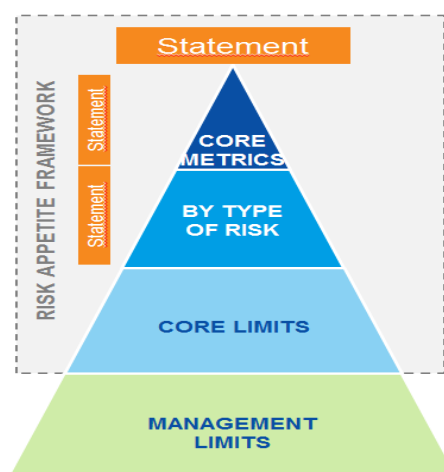 Statement
RISK APPETITE FRAMEWORK
Statement
Statement
CORE
METRICS
BY TYPE
OF RISK
CORE LIMITS
MANAGEMENT
LIMITS